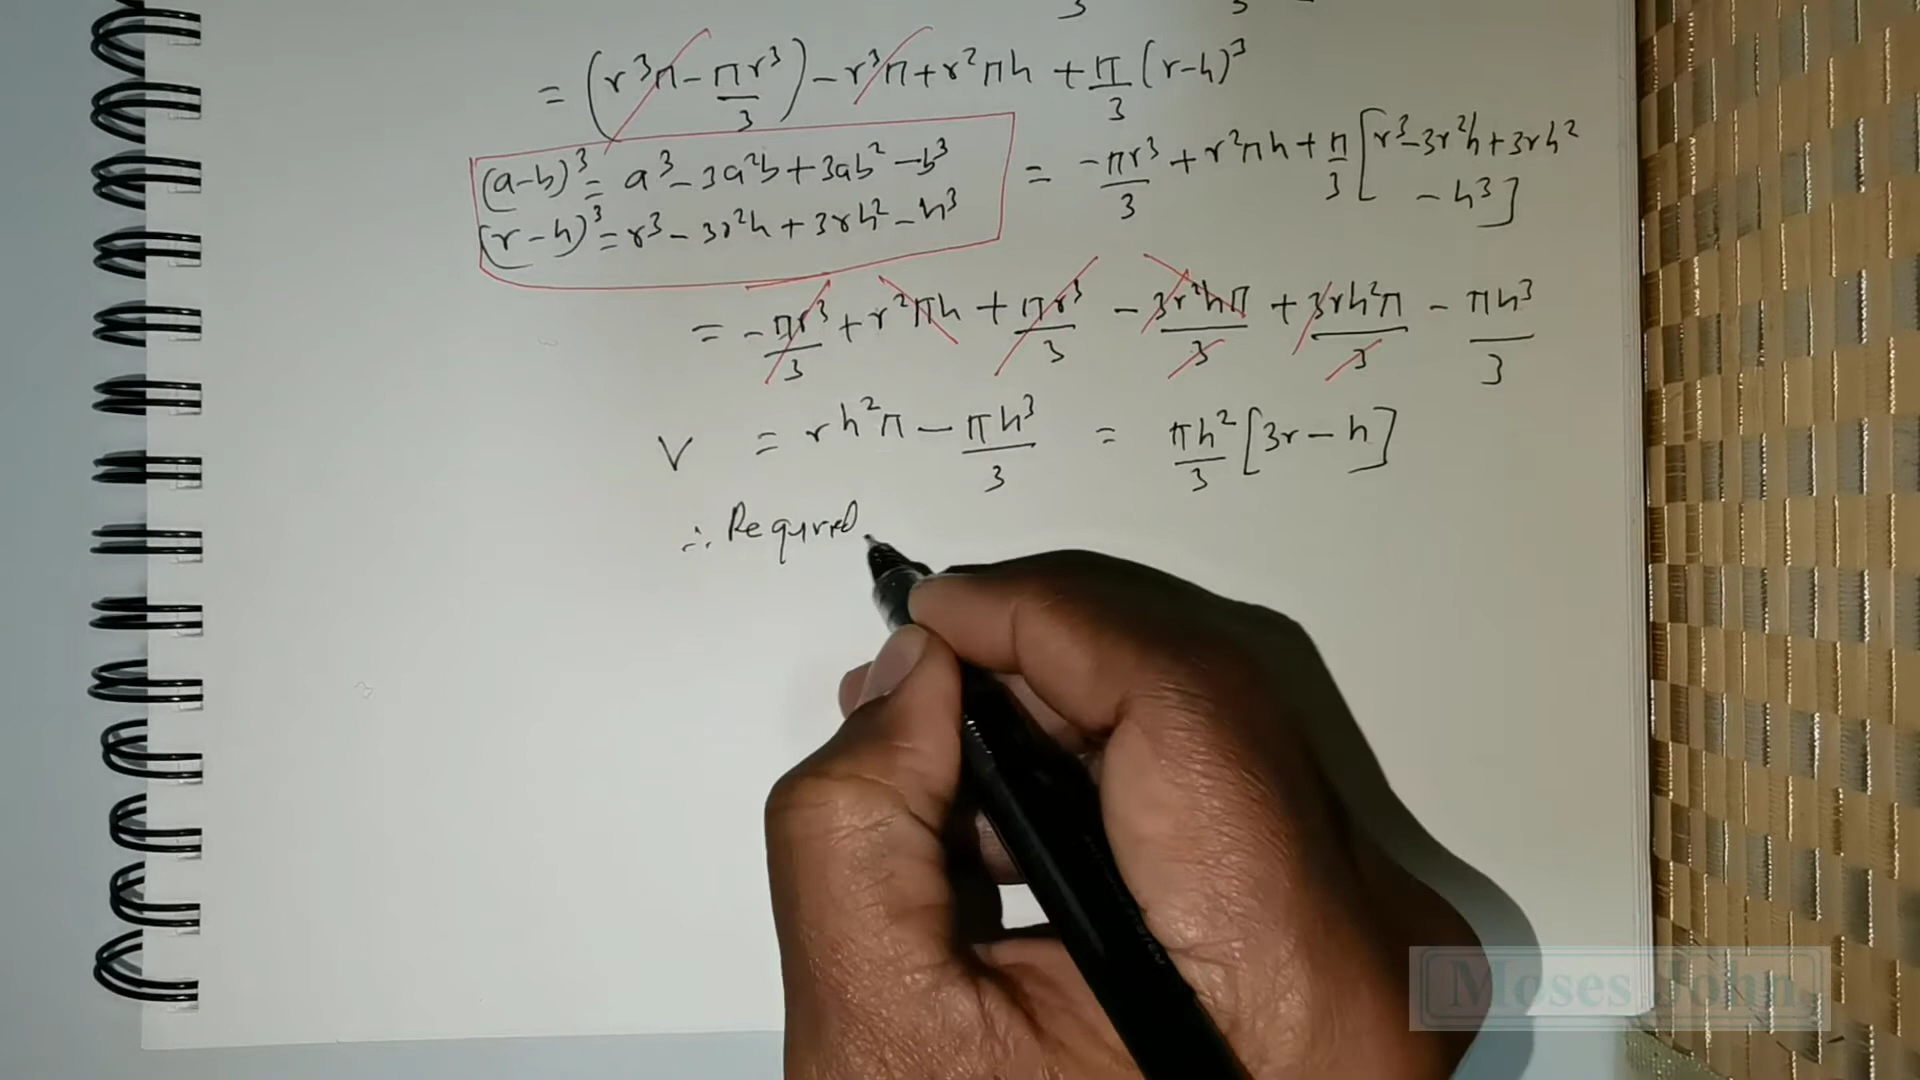 = (r³π - πr³/3) - r³π + r²πh + π/3 (r-h)³
(a-b)³ = a³ - 3a²b + 3ab² - b³
(r-h)³ = r³ - 3r²h + 3rh² - h³
= -πr³/3 + r²πh + π/3 [r³ - 3r²h + 3rh²
- h³]
= -πr³/3 + r²πh + πr³/3 - 3r²hπ/3 + 3rh²π/3 - πh³/3
V = rh²π - πh³/3 = πh²/3 [3r - h]
∴ Required
Moses John